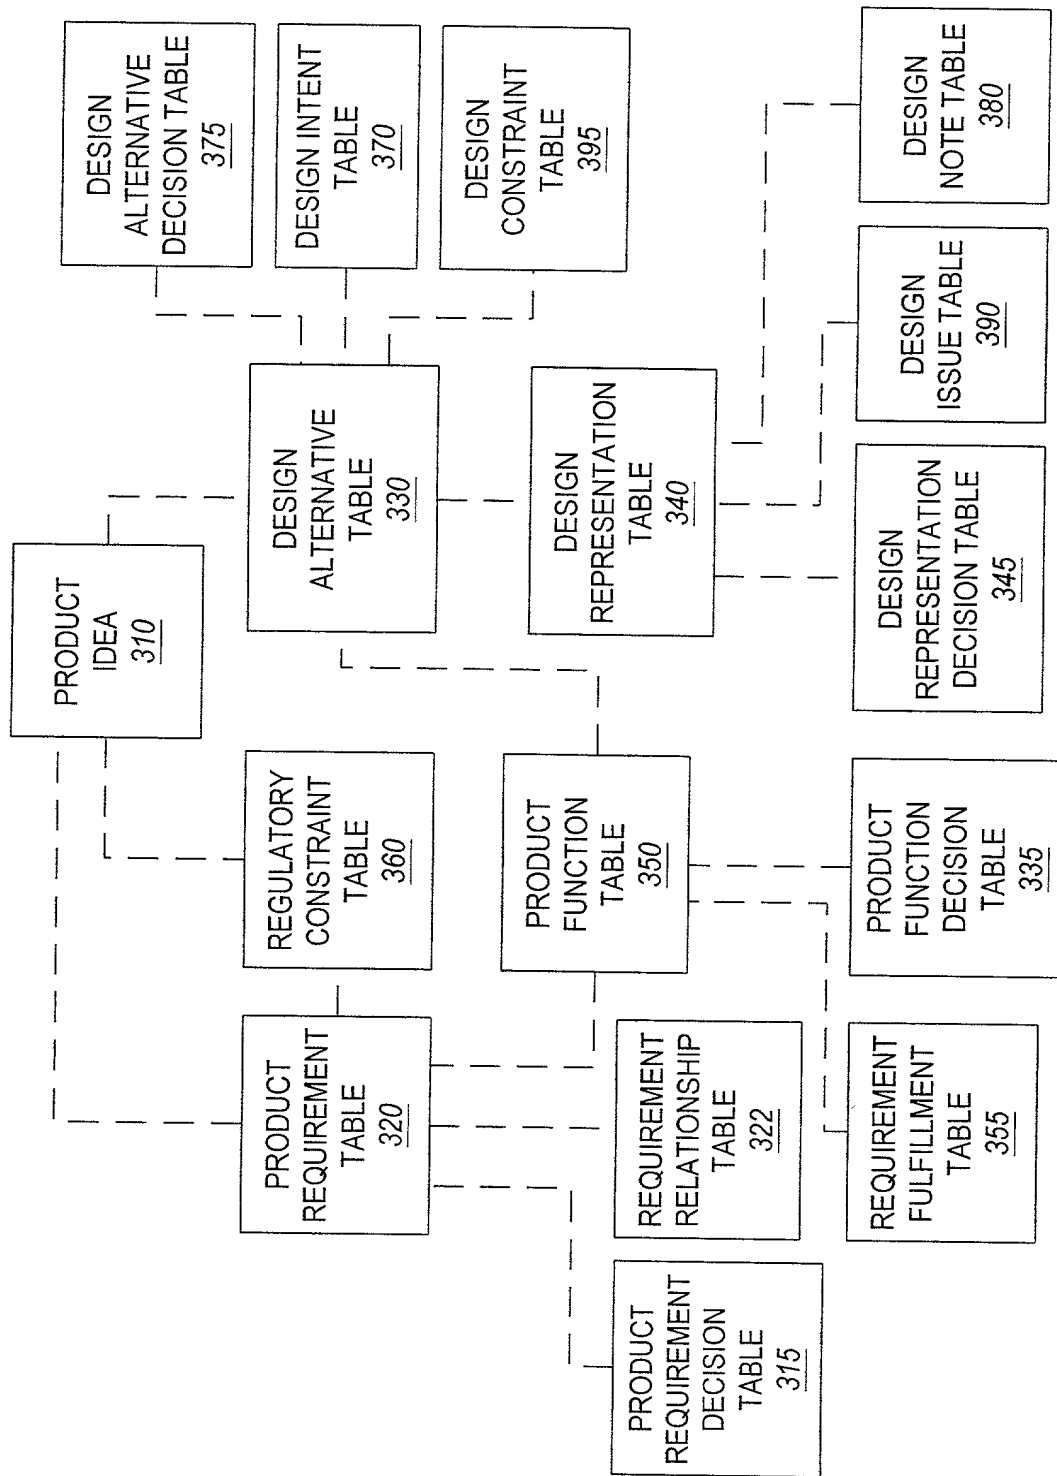 PRODUCT
IDEA
310
DESIGN
ALTERNATIVE
DECISION TABLE
375
PRODUCT
REQUIREMENT
TABLE
320
REGULATORY
CONSTRAINT
TABLE
360
DESIGN
ALTERNATIVE
TABLE
330
DESIGN INTENT
TABLE
370
DESIGN
CONSTRAINT
TABLE
395
PRODUCT
FUNCTION
TABLE
350
DESIGN
REPRESENTATION
TABLE
340
PRODUCT
REQUIREMENT
DECISION
TABLE
315
REQUIREMENT
RELATIONSHIP
TABLE
322
REQUIREMENT
FULFILLMENT
TABLE
355
PRODUCT
FUNCTION
DECISION
TABLE
335
DESIGN
REPRESENTATION
DECISION TABLE
345
DESIGN
ISSUE TABLE
390
DESIGN
NOTE TABLE
380